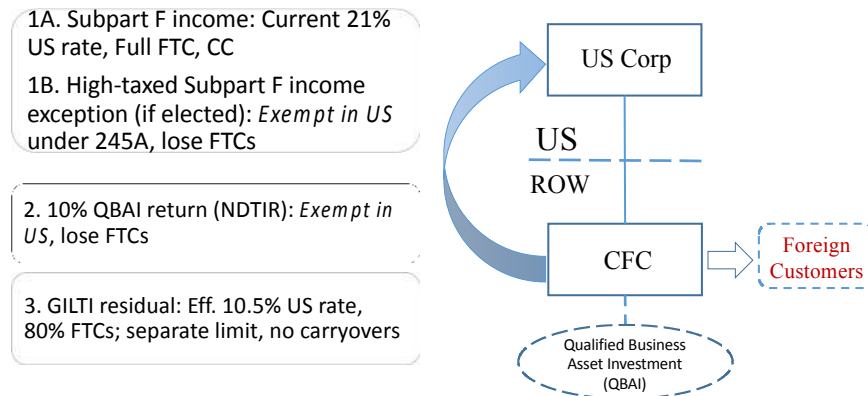 1A. Subpart F income: Current 21%
US rate, Full FTC, CC
1B. High-taxed Subpart F income
exception (if elected): Exempt in US
under 245A, lose FTCs
2. 10% QBAI return (NDTIR): Exempt in
US, lose FTCs
3. GILTI residual: Eff. 10.5% US rate,
80% FTCs; separate limit, no carryovers
US Corp
US
ROW
CFC
Foreign
Customers
Qualified Business
Asset Investment
(QBAI)